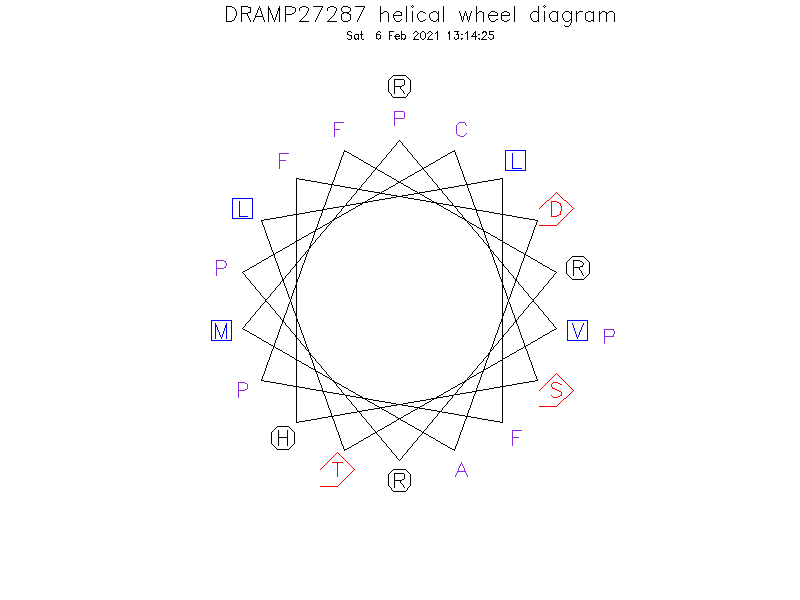 DRAMP27287 helical wheel diagram
Sat 6 Feb 2021 13:14:25
R
F P C
F L
L D
P R
M V P
P S
H F
T R A